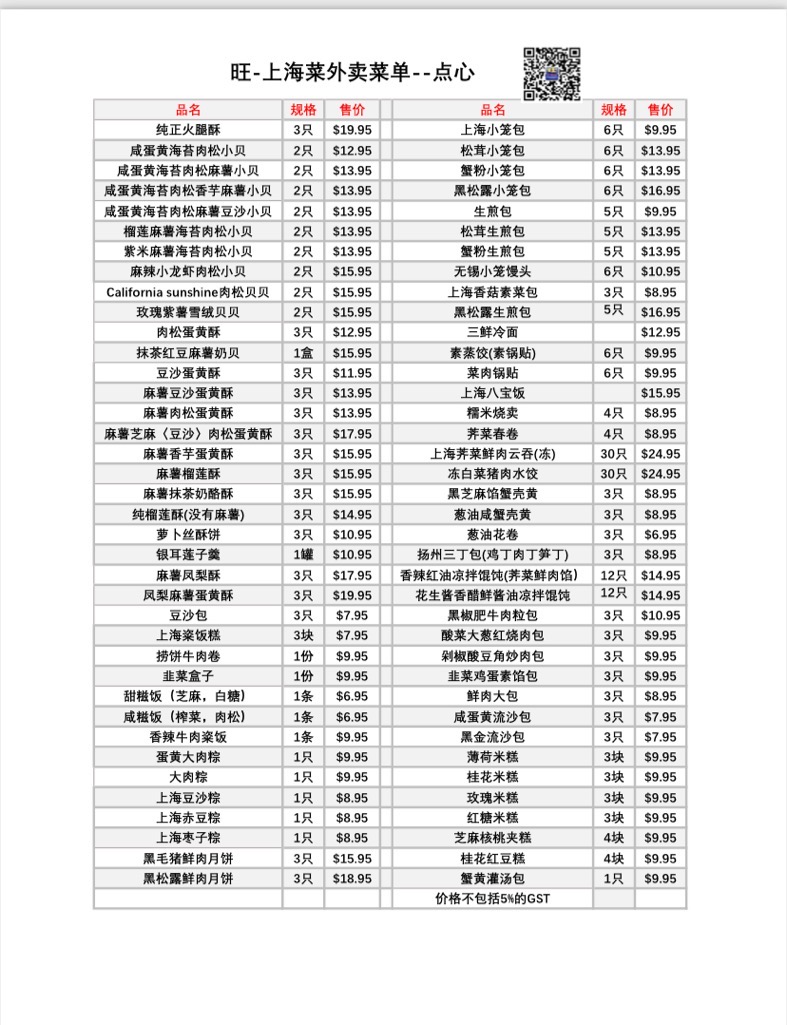 旺-上海菜外卖菜单--点心
品名 规格 售价 品名 规格 售价
纯正火腿酥 3只 $19.95 上海小笼包 6只 $9.95
咸蛋黄海苔肉松小贝 2只 $12.95 松茸小笼包 6只 $13.95
咸蛋黄海苔肉松麻薯小贝 2只 $13.95 蟹粉小笼包 6只 $13.95
咸蛋黄海苔肉松香芋麻薯小贝 2只 $13.95 黑松露小笼包 6只 $16.95
咸蛋黄海苔肉松麻薯豆沙小贝 2只 $13.95 生煎包 5只 $9.95
榴莲麻薯海苔肉松小贝 2只 $13.95 松茸生煎包 5只 $13.95
紫米麻薯海苔肉松小贝 2只 $13.95 蟹粉生煎包 5只 $13.95
麻辣小龙虾肉松小贝 2只 $15.95 无锡小笼馒头 6只 $10.95
California sunshine肉松贝贝 2只 $15.95 上海香菇素菜包 3只 $8.95
玫瑰紫薯雪绒贝贝 2只 $15.95 黑松露生煎包 5只 $16.95
肉松蛋黄酥 3只 $12.95 三鲜冷面 $12.95
抹茶红豆麻薯奶贝 1盒 $15.95 素蒸饺(素锅贴) 6只 $9.95
豆沙蛋黄酥 3只 $11.95 菜肉锅贴 6只 $9.95
麻薯豆沙蛋黄酥 3只 $13.95 上海八宝饭 $15.95
麻薯肉松蛋黄酥 3只 $13.95 糯米烧卖 4只 $8.95
麻薯芝麻〈豆沙〉肉松蛋黄酥 3只 $17.95 荠菜春卷 4只 $8.95
麻薯香芋蛋黄酥 3只 $15.95 上海荠菜鲜肉云吞(冻) 30只 $24.95
麻薯榴莲酥 3只 $15.95 冻白菜猪肉水饺 30只 $24.95
麻薯抹茶奶酪酥 3只 $15.95 黑芝麻馅蟹壳黄 3只 $8.95
纯榴莲酥(没有麻薯) 3只 $14.95 葱油咸蟹壳黄 3只 $8.95
萝卜丝酥饼 3只 $10.95 葱油花卷 3只 $6.95
银耳莲子羹 1罐 $10.95 扬州三丁包(鸡丁肉丁笋丁) 3只 $8.95
麻薯凤梨酥 3只 $17.95 香辣红油凉拌馄饨(荠菜鲜肉馅) 12只 $14.95
凤梨麻薯蛋黄酥 3只 $19.95 花生酱香醋鲜酱油凉拌馄饨 12只 $14.95
豆沙包 3只 $7.95 黑椒肥牛肉粒包 3只 $10.95
上海粢饭糕 3块 $7.95 酸菜大葱红烧肉包 3只 $9.95
捞饼牛肉卷 1份 $9.95 剁椒酸豆角炒肉包 3只 $9.95
韭菜盒子 1份 $9.95 韭菜鸡蛋素馅包 3只 $9.95
甜糍饭（芝麻，白糖） 1条 $6.95 鲜肉大包 3只 $8.95
咸糍饭（榨菜，肉松） 1条 $6.95 咸蛋黄流沙包 3只 $7.95
香辣牛肉粢饭 1条 $9.95 黑金流沙包 3只 $7.95
蛋黄大肉粽 1只 $9.95 薄荷米糕 3块 $9.95
大肉粽 1只 $9.95 桂花米糕 3块 $9.95
上海豆沙粽 1只 $8.95 玫瑰米糕 3块 $9.95
上海赤豆粽 1只 $8.95 红糖米糕 3块 $9.95
上海枣子粽 1只 $8.95 芝麻核桃夹糕 4块 $9.95
黑毛猪鲜肉月饼 3只 $15.95 桂花红豆糕 4块 $9.95
黑松露鲜肉月饼 3只 $18.95 蟹黄灌汤包 1只 $9.95
价格不包括5%的GST